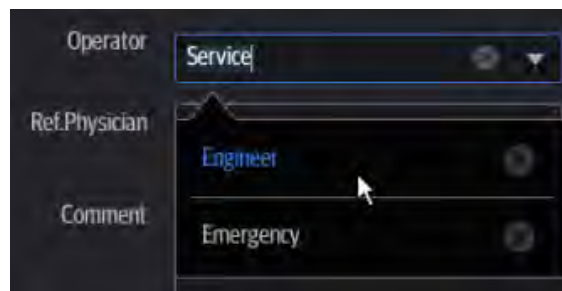 Operator
Service
Ref.Physician
Engineer
Comment
Emergency